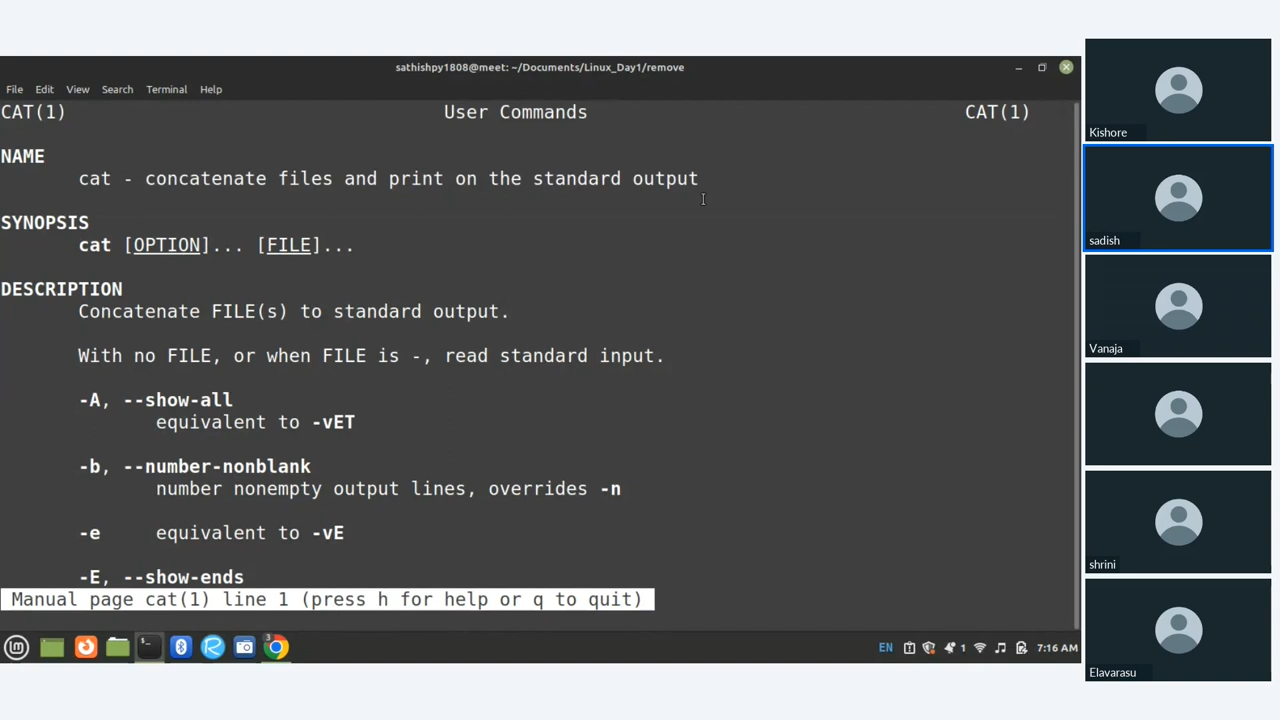 sathishpy1808@meet: ~/Documents/Linux_Day1/remove
File Edit View Search Terminal Help
CAT(1) User Commands CAT(1)
NAME
cat - concatenate files and print on the standard output
SYNOPSIS
cat [OPTION]... [FILE]...
DESCRIPTION
Concatenate FILE(s) to standard output.
With no FILE, or when FILE is -, read standard input.
-A, --show-all
equivalent to -vET
-b, --number-nonblank
number nonempty output lines, overrides -n
-e equivalent to -vE
-E, --show-ends
Manual page cat(1) line 1 (press h for help or q to quit)
3
EN 1 7:16 AM
Kishore
sadish
Vanaja
shrini
Elavarasu